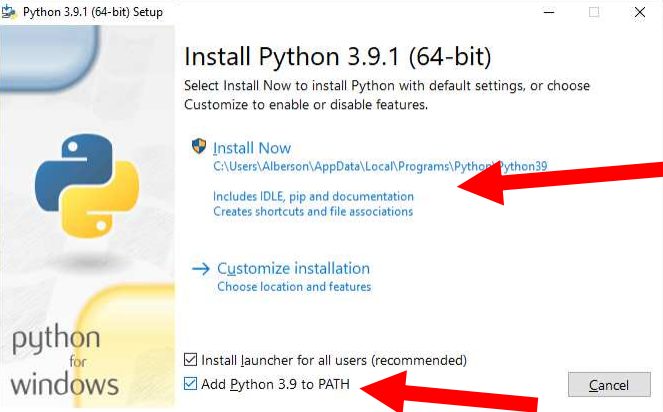 Python 3.9.1 (64-bit) Setup
Install Python 3.9.1 (64-bit)
Select Install Now to install Python with default settings, or choose
Customize to enable or disable features.
Install Now
C:\Users\Alberson\AppData\Local\Programs\Python\Python39
Includes IDLE, pip and documentation
Creates shortcuts and file associations
Customize installation
Choose location and features
python
for
windows
Install launcher for all users (recommended)
Add Python 3.9 to PATH
Cancel